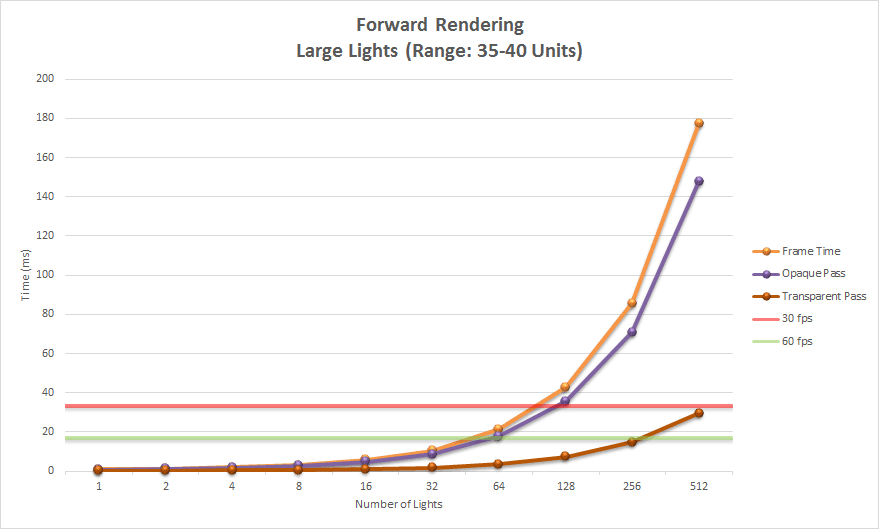 Forward Rendering
Large Lights (Range: 35-40 Units)
200
180
160
140
120
100
80
60
40
20
0
Time (ms)
1 2 4 8 16 32 64 128 256 512
Number of Lights
Frame Time
Opaque Pass
Transparent Pass
30 fps
60 fps